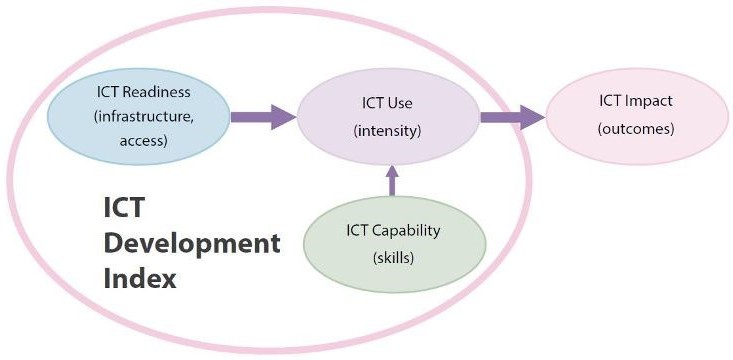 ICT Readiness
(infrastructure,
access)
ICT Use
(intensity)
ICT Impact
(outcomes)
ICT
Development
Index
ICT Capability
(skills)